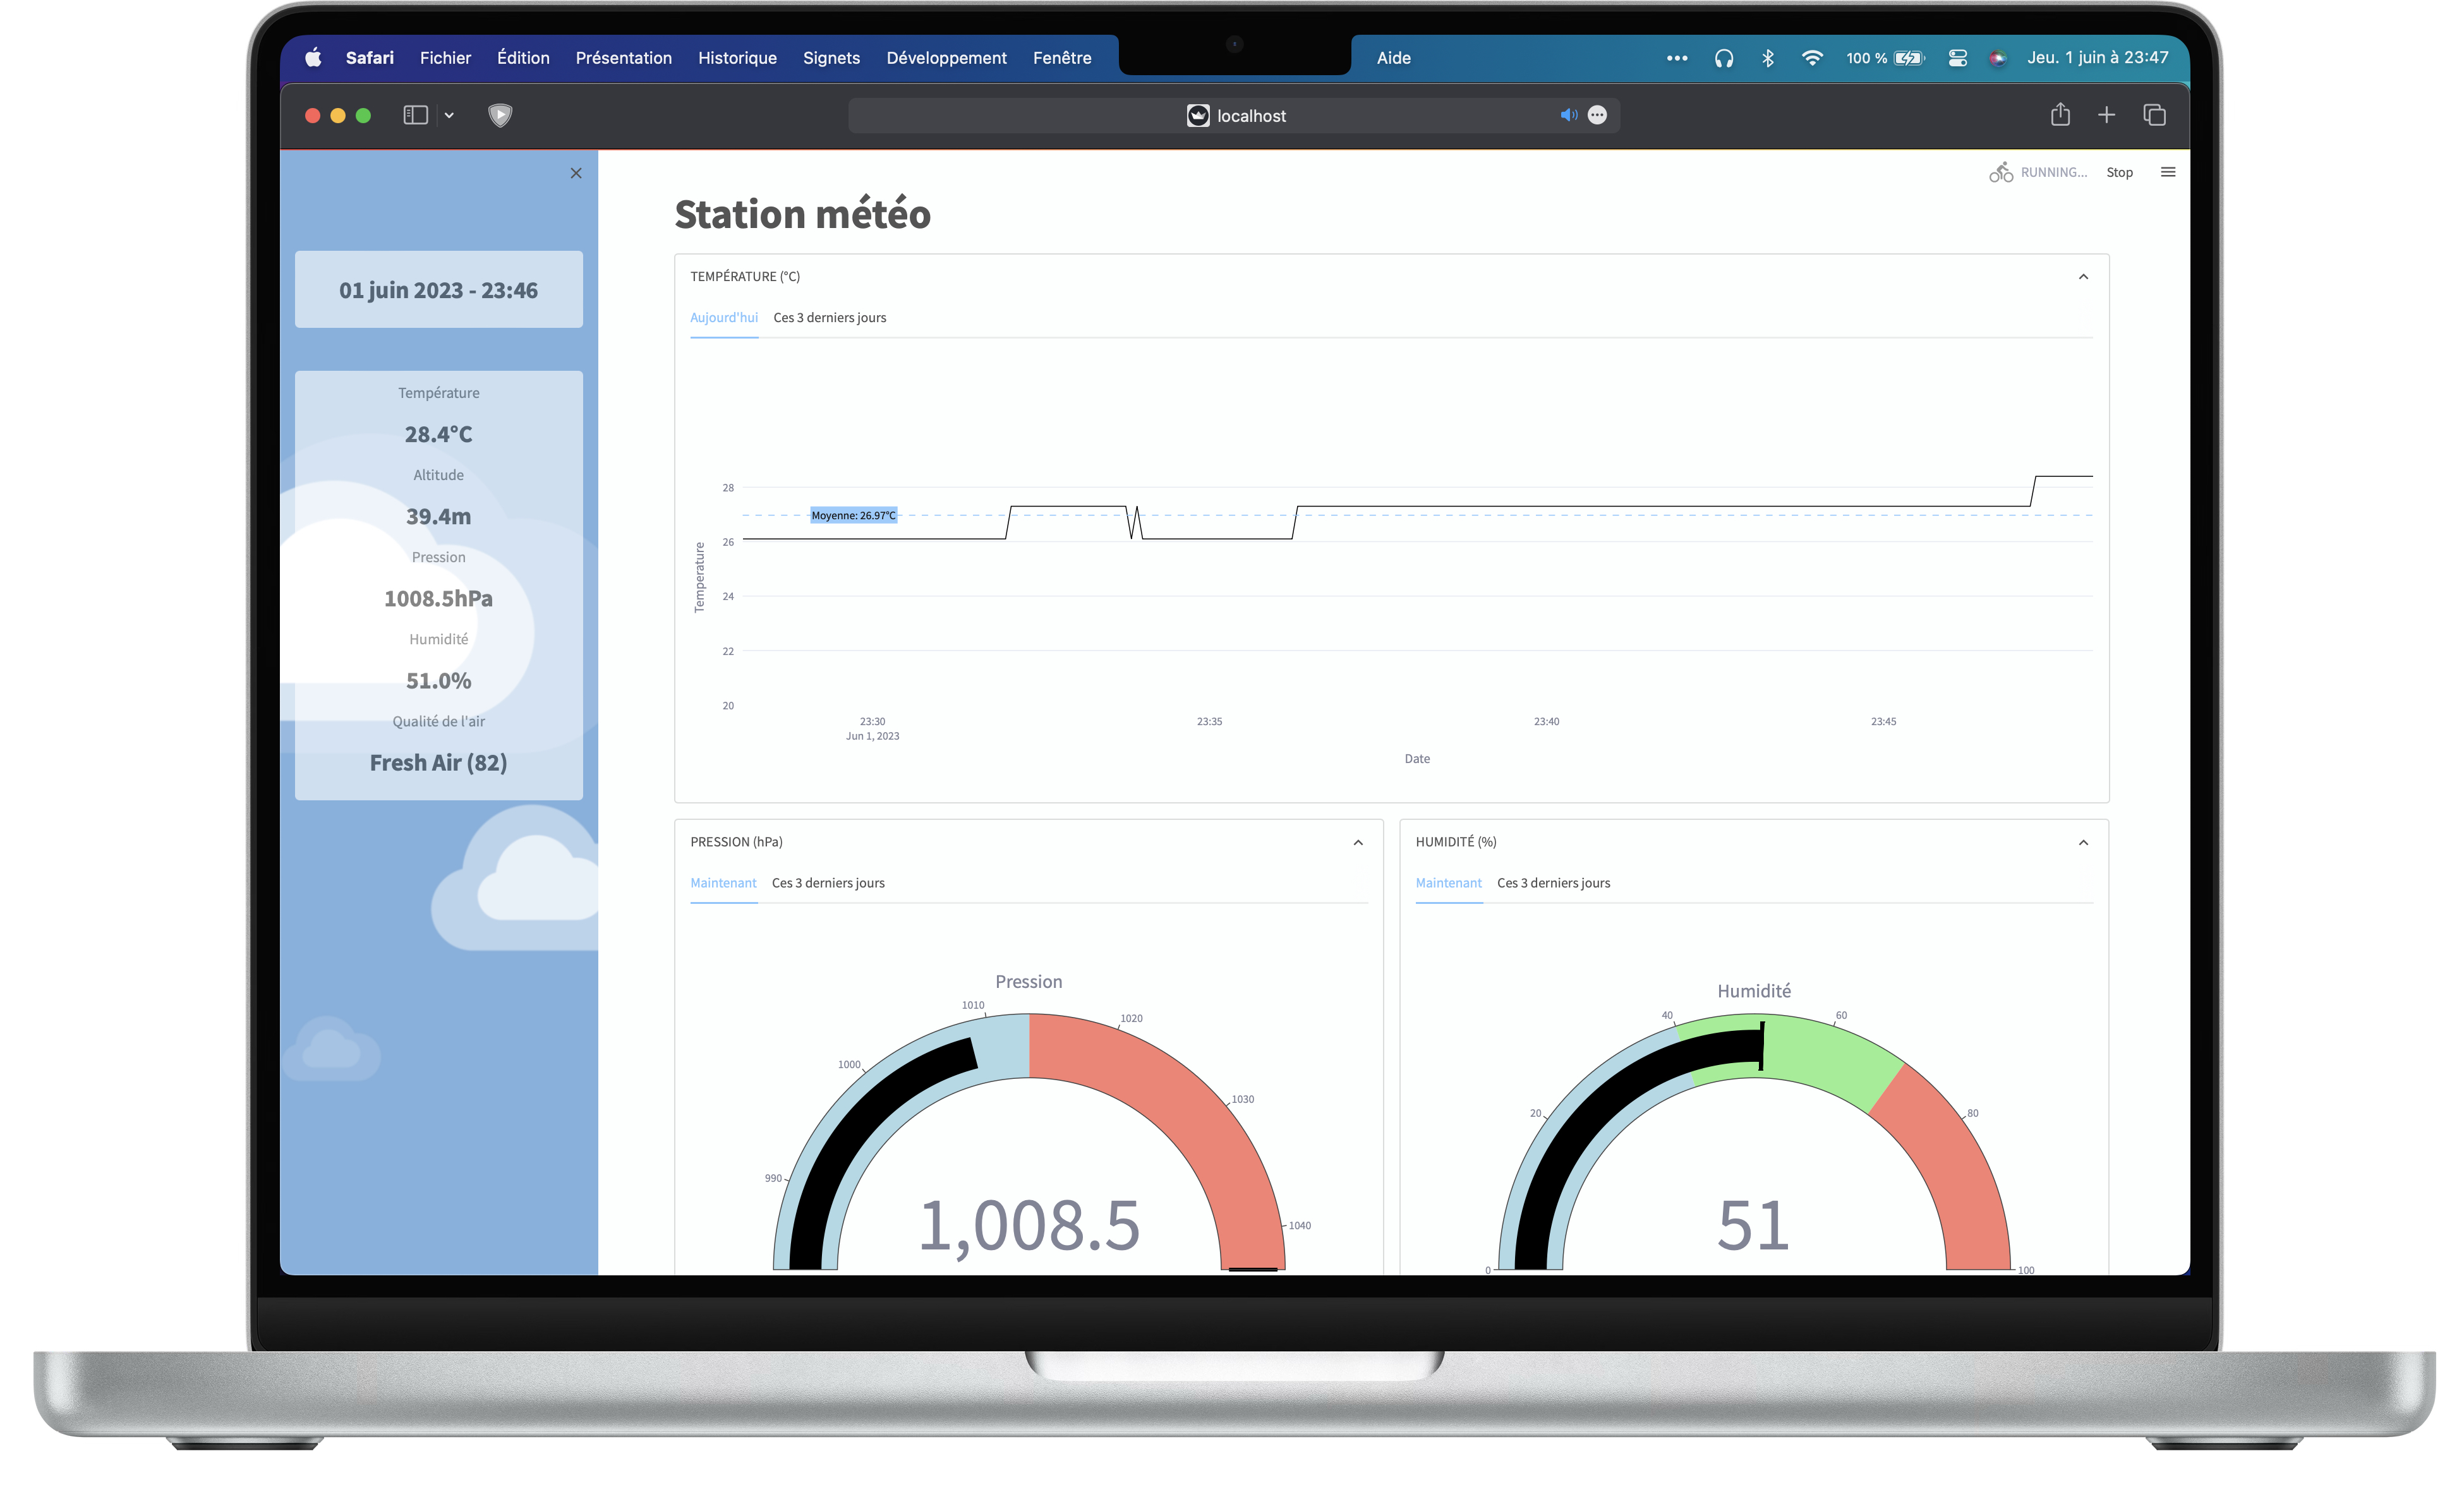 Safari Fichier Édition Présentation Historique Signets Développement Fenêtre Aide 100 % Jeu. 1 juin à 23:47
localhost
RUNNING... Stop
01 juin 2023 - 23:46
Température
28.4°C
Altitude
39.4m
Pression
1008.5hPa
Humidité
51.0%
Qualité de l'air
Fresh Air (82)
Station météo
TEMPÉRATURE (°C)
Aujourd'hui Ces 3 derniers jours
28
Moyenne: 26.97°C
26
24
22
20
Temperature
23:30 23:35 23:40 23:45
Jun 1, 2023
Date
PRESSION (hPa)
Maintenant Ces 3 derniers jours
Pression
990
1000
1010
1020
1030
1040
1,008.5
HUMIDITÉ (%)
Maintenant Ces 3 derniers jours
Humidité
0
20
40
60
80
100
51